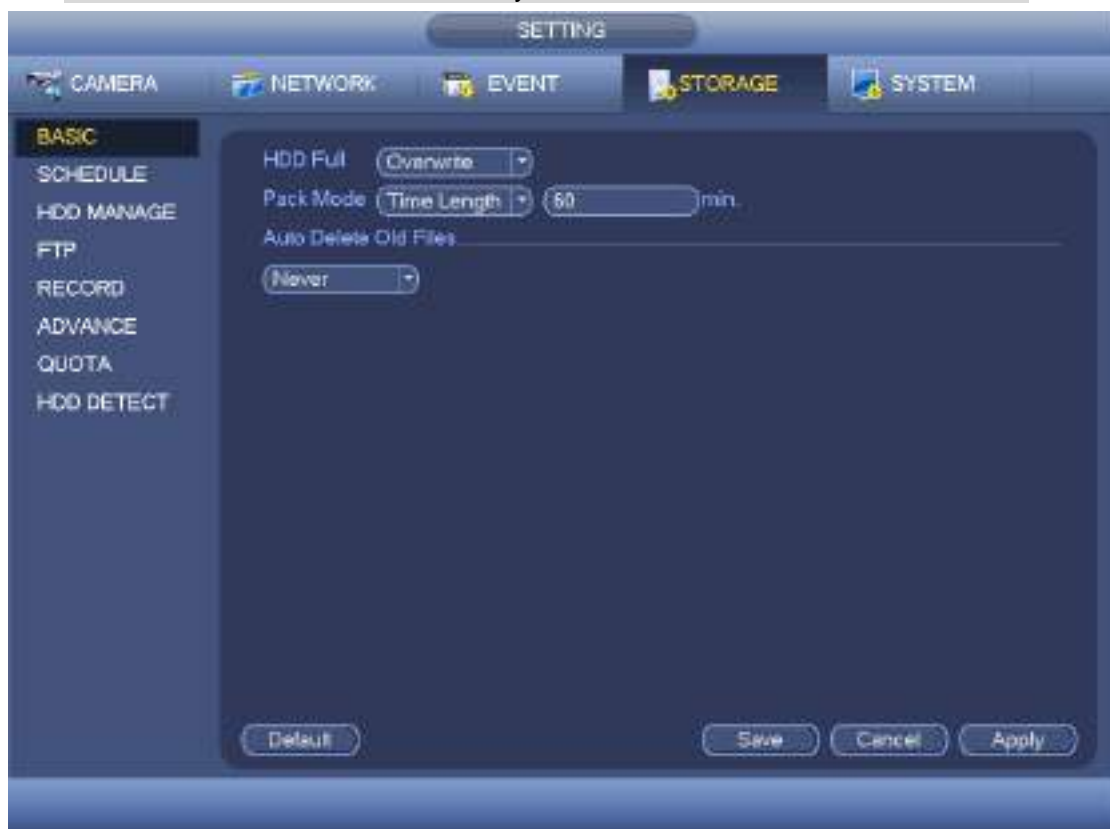 SETTING
CAMERA NETWORK EVENT STORAGE SYSTEM
BASIC
SCHEDULE
HDD MANAGE
FTP
RECORD
ADVANCE
QUOTA
HDD DETECT
HDD Full Overwrite
Pack Mode Time Length 60 min.
Auto Delete Old Files
Never
Default Save Cancel Apply